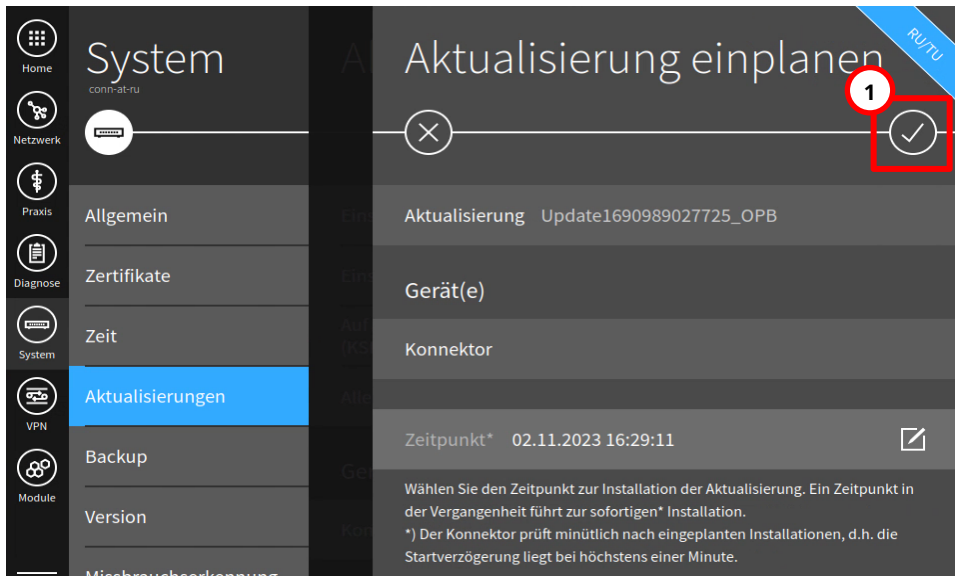 Home
Netzwerk
Praxis
Diagnose
System
VPN
Module
System
conn-at-ru
Allgemein
Zertifikate
Zeit
Aktualisierungen
Backup
Version
Missbrauchserkennung
Aktualisierung einplanen
RU/TU
1
Aktualisierung Update1690989027725_OPB
Gerät(e)
Konnektor
Zeitpunkt* 02.11.2023 16:29:11
Wählen Sie den Zeitpunkt zur Installation der Aktualisierung. Ein Zeitpunkt in
der Vergangenheit führt zur sofortigen* Installation.
*) Der Konnektor prüft minütlich nach eingeplanten Installationen, d.h. die
Startverzögerung liegt bei höchstens einer Minute.